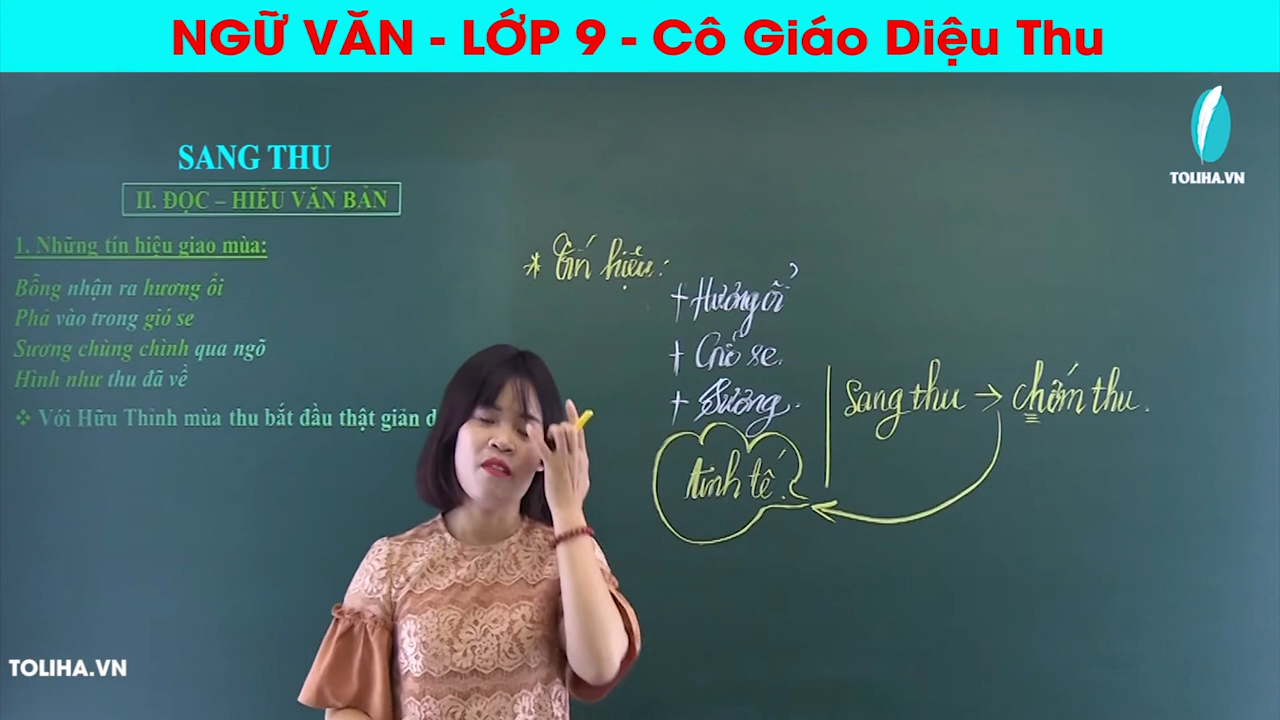 NGỮ VĂN - LỚP 9 - Cô Giáo Diệu Thu
TOLIHA.VN
SANG THU
II. ĐỌC – HIỂU VĂN BẢN
1. Những tín hiệu giao mùa:
Bỗng nhận ra hương ổi
Phả vào trong gió se
Sương chùng chình qua ngõ
Hình như thu đã về
❖ Với Hữu Thỉnh mùa thu bắt đầu thật giản d
* Tín hiệu:
+ Hương ổi
+ Gió se.
+ Sương.
tinh tế.
Sang thu → chớm thu.
TOLIHA.VN